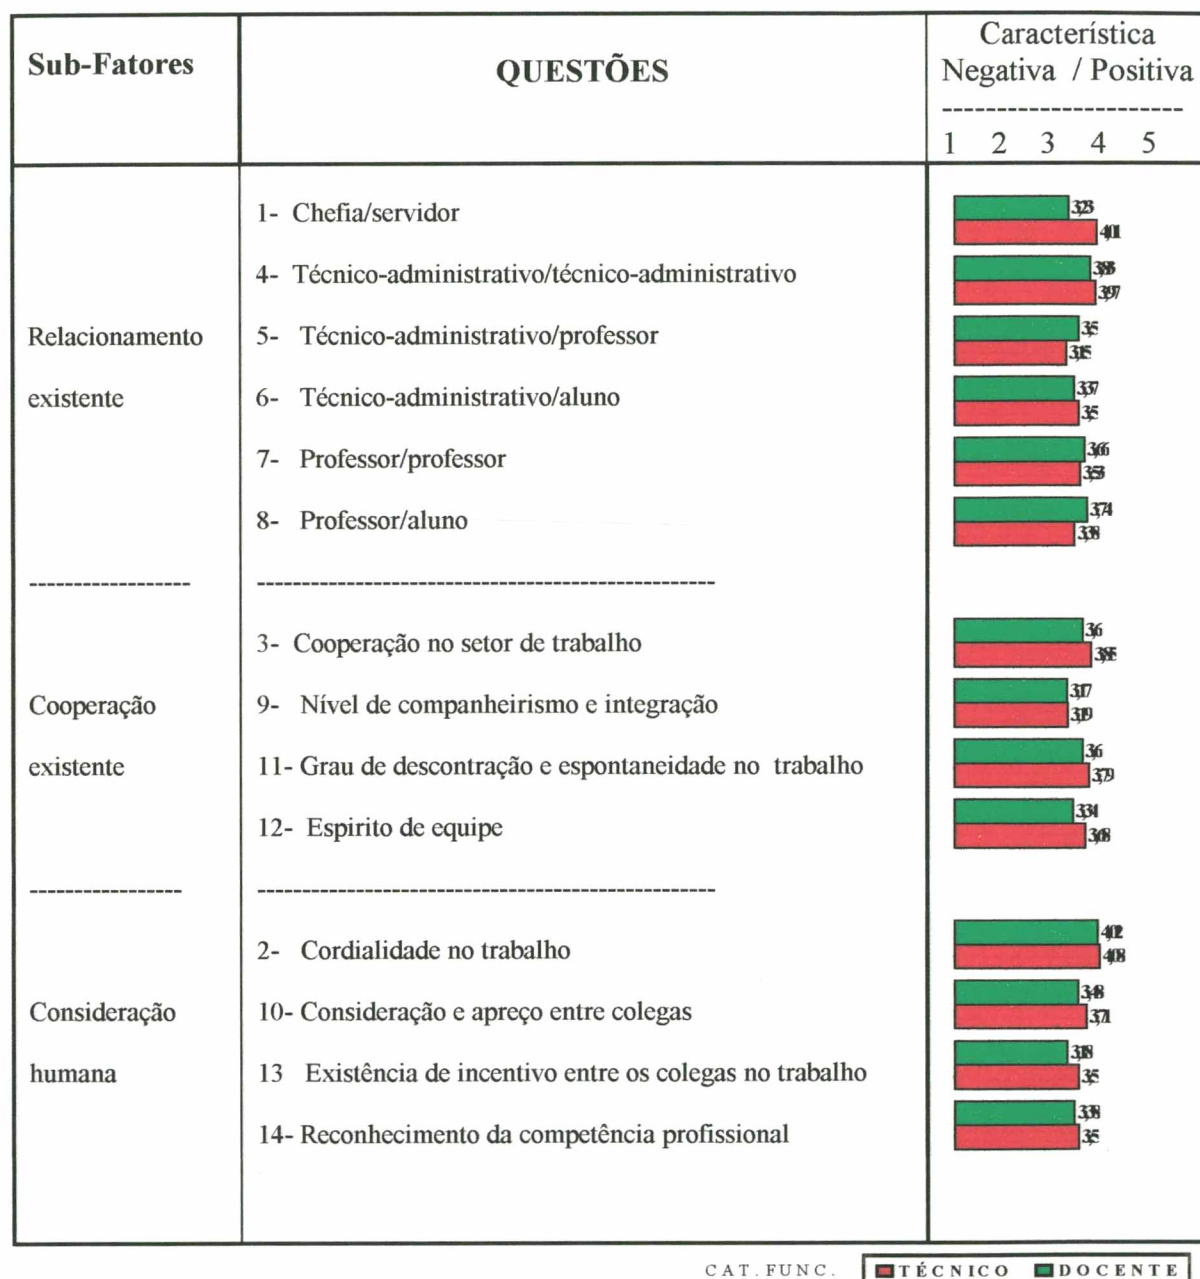 Sub-Fatores
QUESTÕES
Característica
Negativa / Positiva
------------------------
1 2 3 4 5
Relacionamento
existente
1- Chefia/servidor
4- Técnico-administrativo/técnico-administrativo
5- Técnico-administrativo/professor
6- Técnico-administrativo/aluno
7- Professor/professor
8- Professor/aluno
Cooperação
existente
3- Cooperação no setor de trabalho
9- Nível de companheirismo e integração
11- Grau de descontração e espontaneidade no trabalho
12- Espirito de equipe
Consideração
humana
2- Cordialidade no trabalho
10- Consideração e apreço entre colegas
13 Existência de incentivo entre os colegas no trabalho
14- Reconhecimento da competência profissional
CAT.FUNC. TÉCNICO DOCENTE